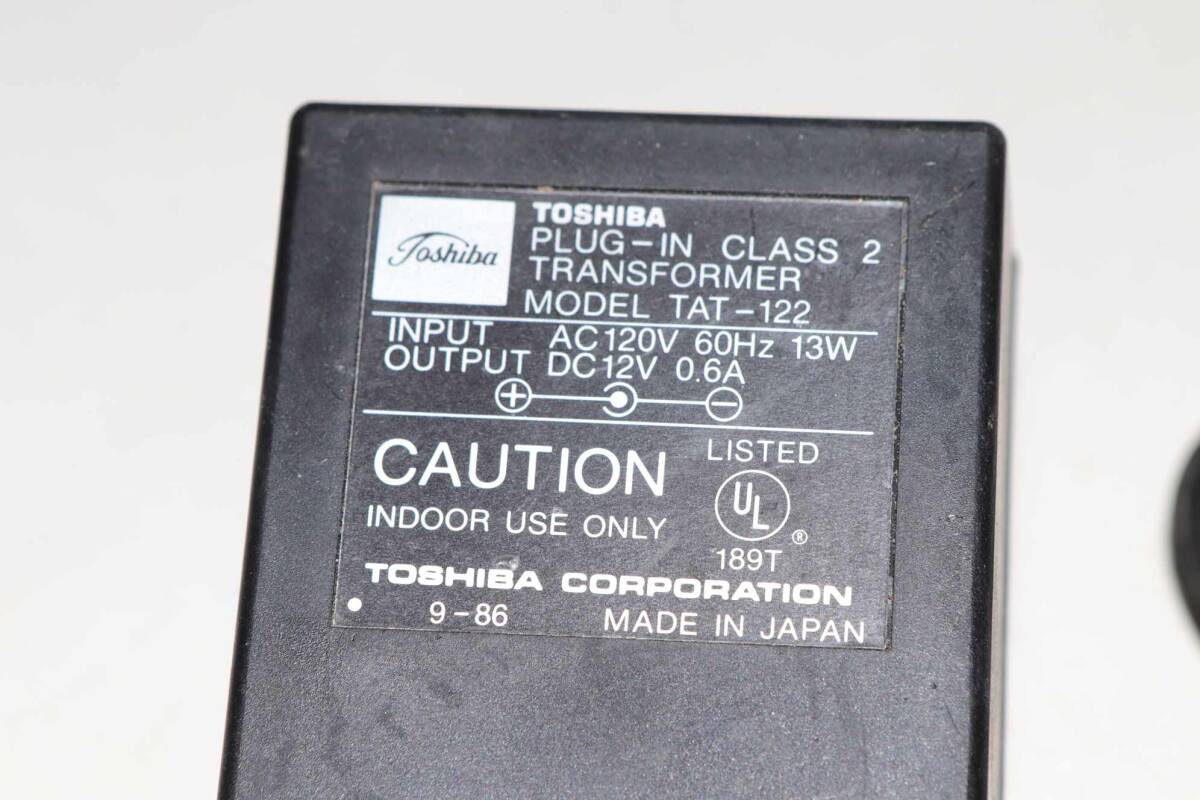 Toshiba
TOSHIBA
PLUG-IN CLASS 2
TRANSFORMER
MODEL TAT-122
INPUT AC120V 60Hz 13W
OUTPUT DC12V 0.6A
+ −
CAUTION
INDOOR USE ONLY
LISTED
UL ®
189T
TOSHIBA CORPORATION
9-86 MADE IN JAPAN